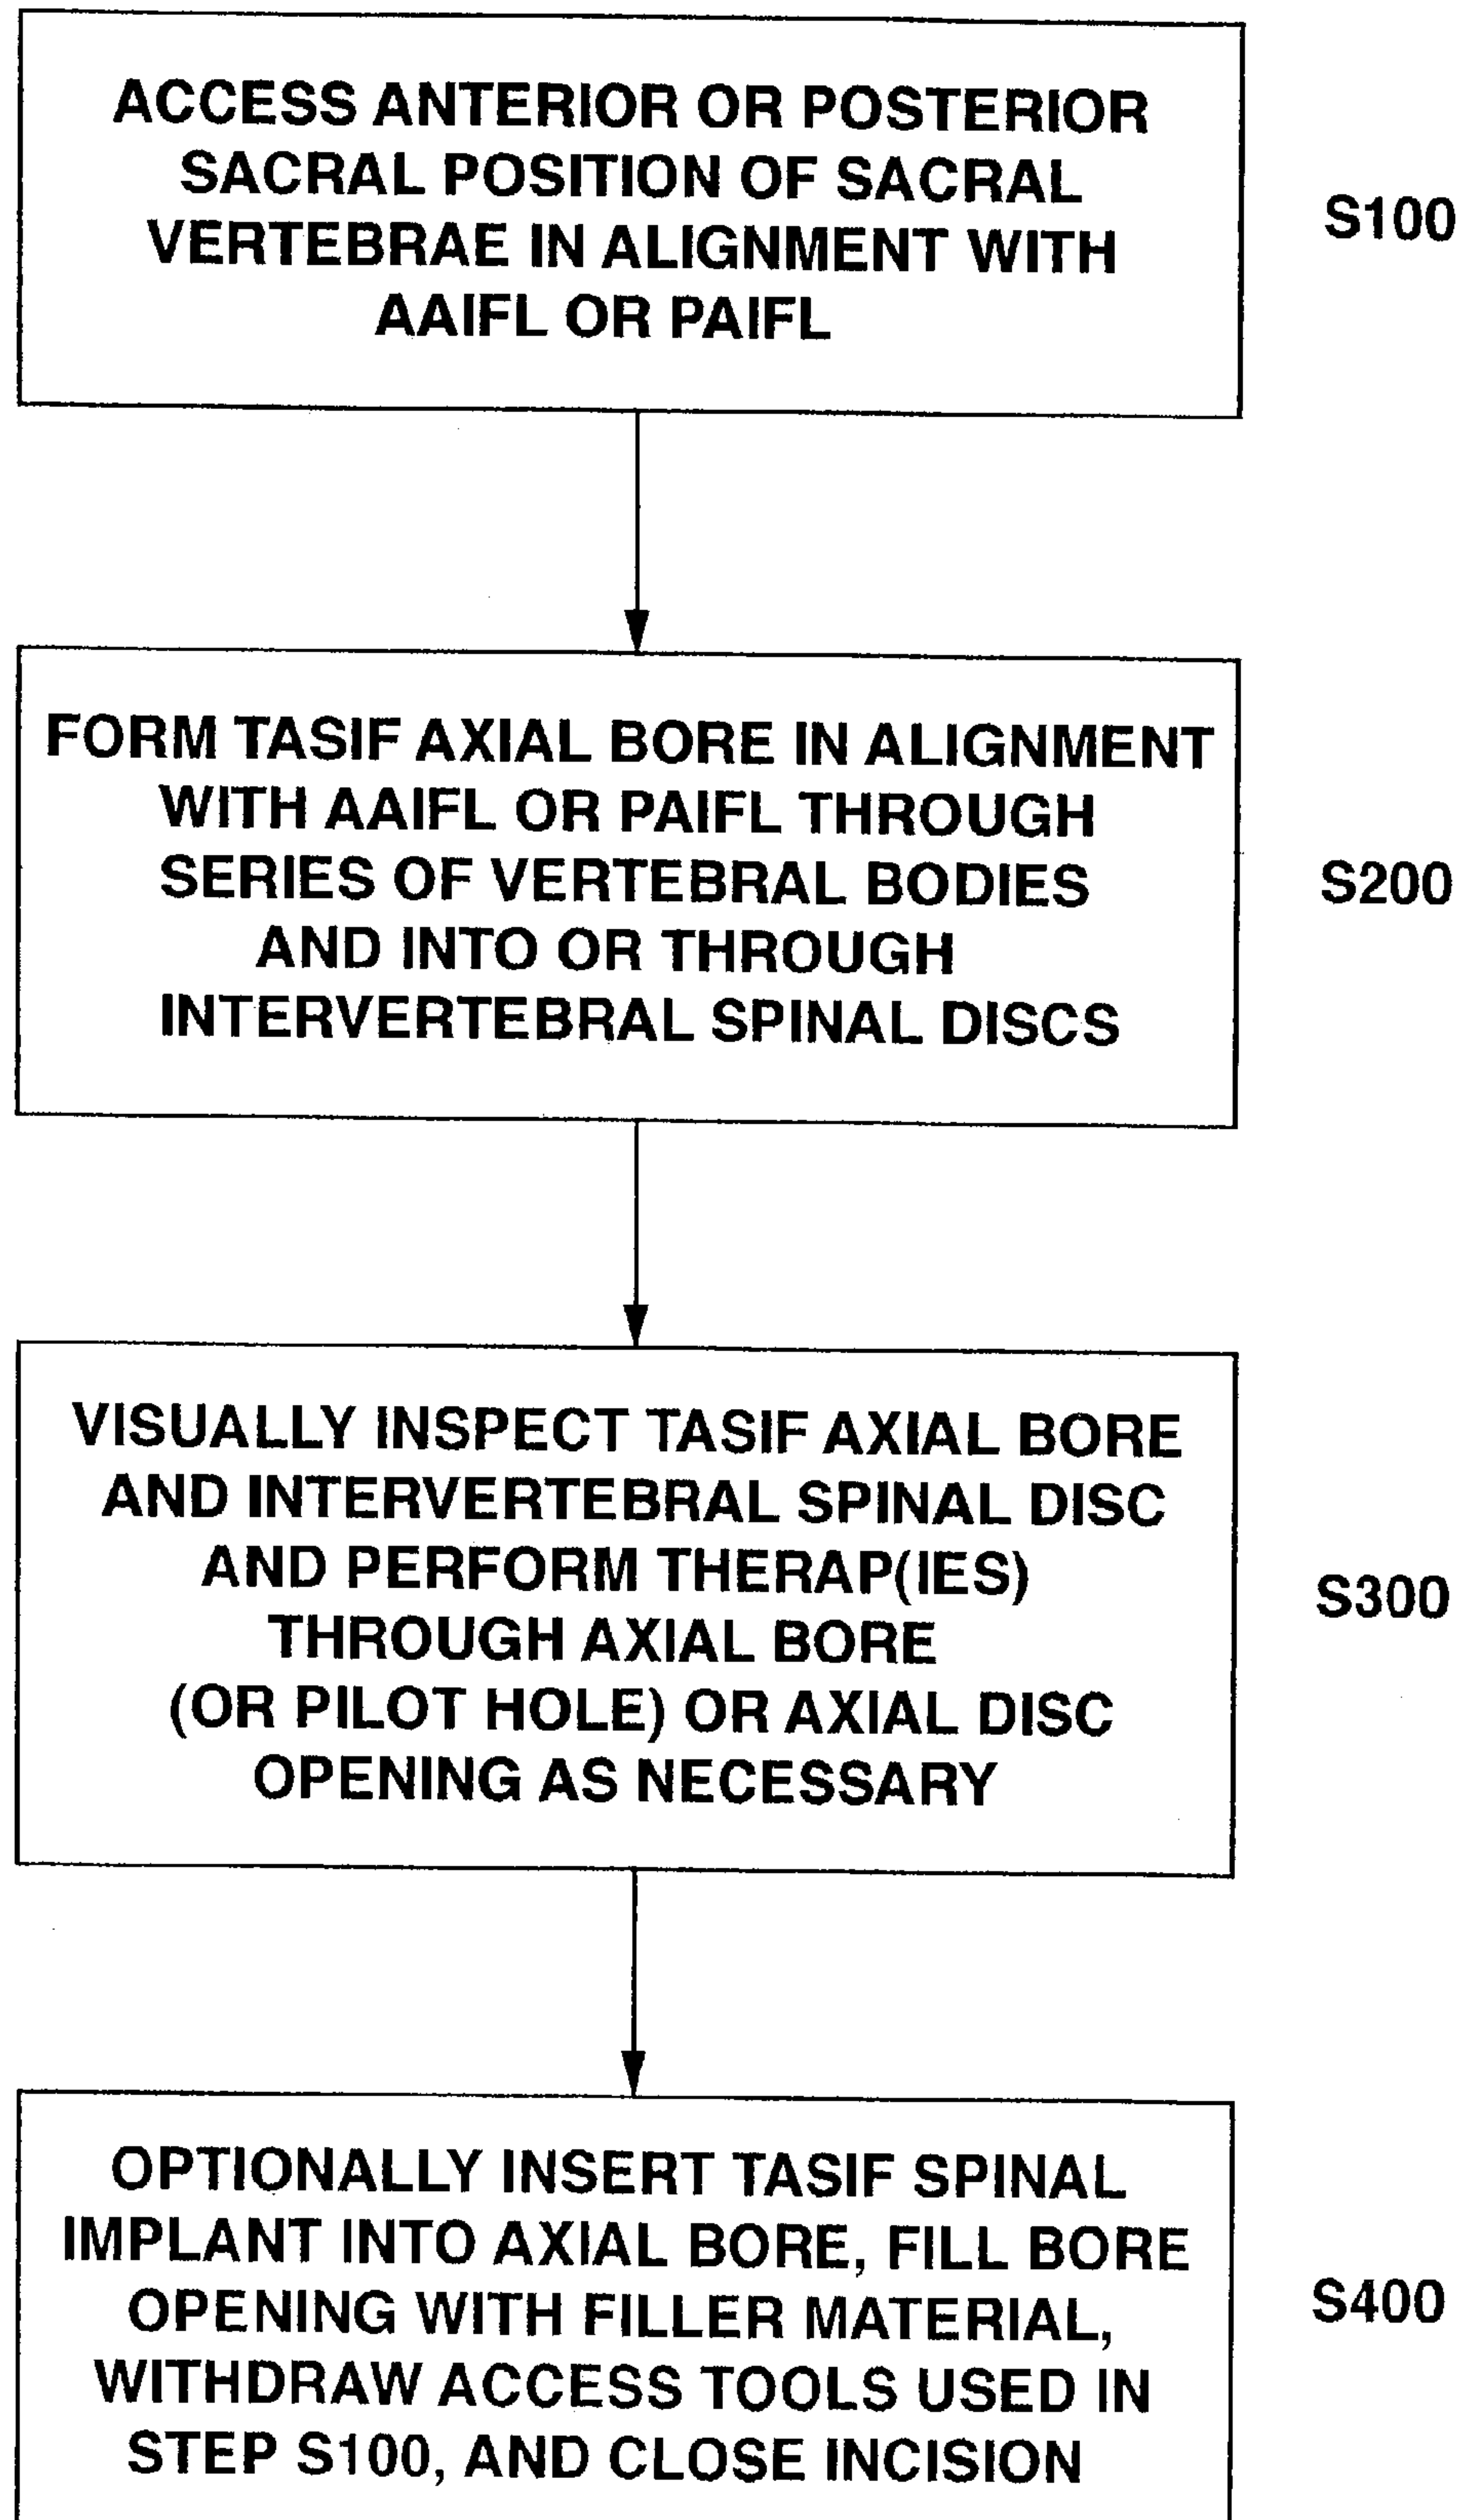 ACCESS ANTERIOR OR POSTERIOR
SACRAL POSITION OF SACRAL
VERTEBRAE IN ALIGNMENT WITH
AAIFL OR PAIFL
S100
FORM TASIF AXIAL BORE IN ALIGNMENT
WITH AAIFL OR PAIFL THROUGH
SERIES OF VERTEBRAL BODIES
AND INTO OR THROUGH
INTERVERTEBRAL SPINAL DISCS
S200
VISUALLY INSPECT TASIF AXIAL BORE
AND INTERVERTEBRAL SPINAL DISC
AND PERFORM THERAP(IES)
THROUGH AXIAL BORE
(OR PILOT HOLE) OR AXIAL DISC
OPENING AS NECESSARY
S300
OPTIONALLY INSERT TASIF SPINAL
IMPLANT INTO AXIAL BORE, FILL BORE
OPENING WITH FILLER MATERIAL,
WITHDRAW ACCESS TOOLS USED IN
STEP S100, AND CLOSE INCISION
S400